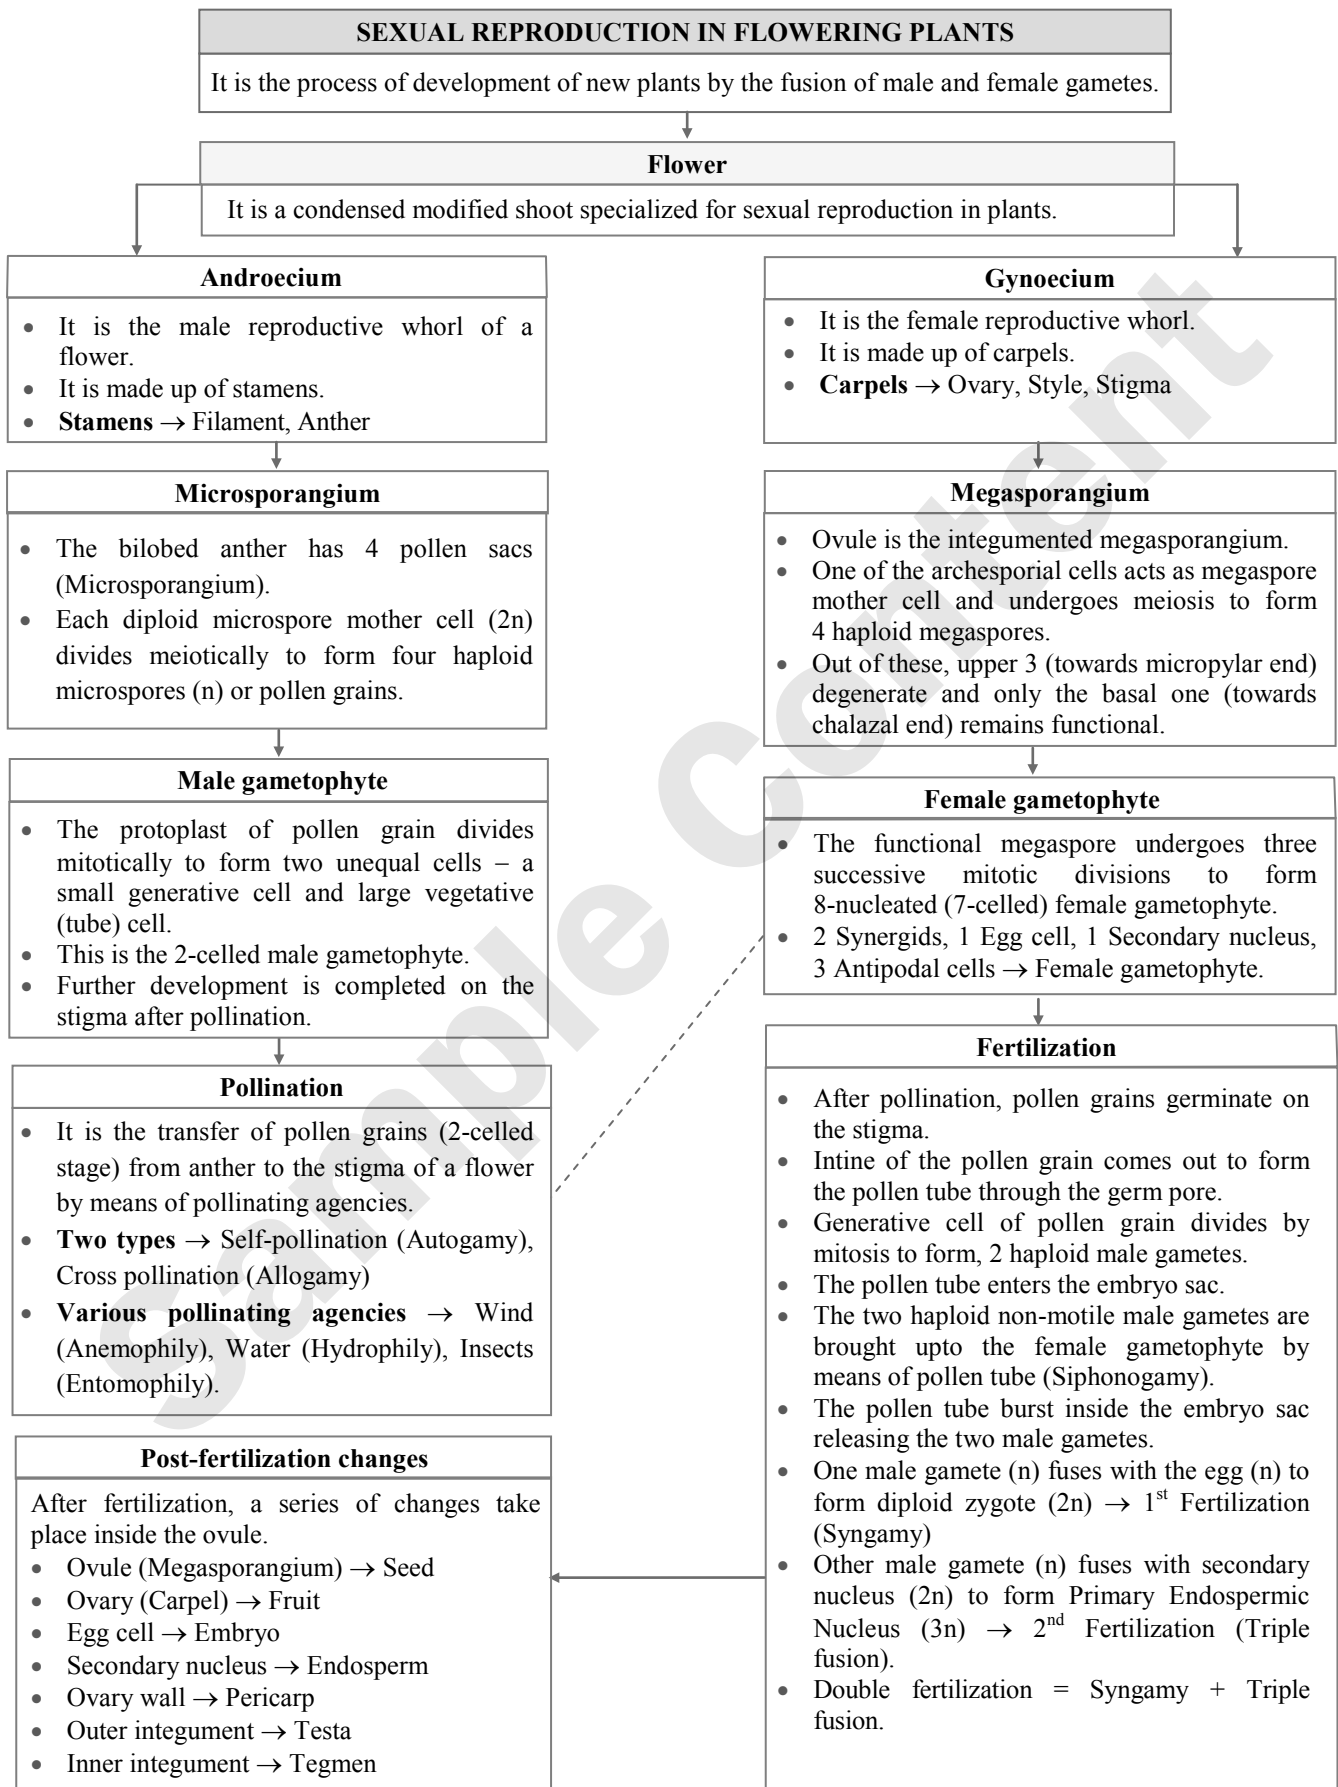 SEXUAL REPRODUCTION IN FLOWERING PLANTS
It is the process of development of new plants by the fusion of male and female gametes.
Flower
It is a condensed modified shoot specialized for sexual reproduction in plants.
Androecium
• It is the male reproductive whorl of a
flower.
• It is made up of stamens.
• Stamens → Filament, Anther
Microsporangium
• The bilobed anther has 4 pollen sacs
(Microsporangium).
• Each diploid microspore mother cell (2n)
divides meiotically to form four haploid
microspores (n) or pollen grains.
Male gametophyte
• The protoplast of pollen grain divides
mitotically to form two unequal cells – a
small generative cell and large vegetative
(tube) cell.
• This is the 2-celled male gametophyte.
• Further development is completed on the
stigma after pollination.
Pollination
• It is the transfer of pollen grains (2-celled
stage) from anther to the stigma of a flower
by means of pollinating agencies.
• Two types → Self-pollination (Autogamy),
Cross pollination (Allogamy)
• Various pollinating agencies → Wind
(Anemophily), Water (Hydrophily), Insects
(Entomophily).
Gynoecium
• It is the female reproductive whorl.
• It is made up of carpels.
• Carpels → Ovary, Style, Stigma
Megasporangium
• Ovule is the integumented megasporangium.
• One of the archesporial cells acts as megaspore
mother cell and undergoes meiosis to form
4 haploid megaspores.
• Out of these, upper 3 (towards micropylar end)
degenerate and only the basal one (towards
chalazal end) remains functional.
Female gametophyte
• The functional megaspore undergoes three
successive mitotic divisions to form
8-nucleated (7-celled) female gametophyte.
• 2 Synergids, 1 Egg cell, 1 Secondary nucleus,
3 Antipodal cells → Female gametophyte.
Fertilization
• After pollination, pollen grains germinate on
the stigma.
• Intine of the pollen grain comes out to form
the pollen tube through the germ pore.
• Generative cell of pollen grain divides by
mitosis to form, 2 haploid male gametes.
• The pollen tube enters the embryo sac.
• The two haploid non-motile male gametes are
brought upto the female gametophyte by
means of pollen tube (Siphonogamy).
• The pollen tube burst inside the embryo sac
releasing the two male gametes.
• One male gamete (n) fuses with the egg (n) to
form diploid zygote (2n) → 1st Fertilization
(Syngamy)
• Other male gamete (n) fuses with secondary
nucleus (2n) to form Primary Endospermic
Nucleus (3n) → 2nd Fertilization (Triple
fusion).
• Double fertilization = Syngamy + Triple
fusion.
Post-fertilization changes
After fertilization, a series of changes take
place inside the ovule.
• Ovule (Megasporangium) → Seed
• Ovary (Carpel) → Fruit
• Egg cell → Embryo
• Secondary nucleus → Endosperm
• Ovary wall → Pericarp
• Outer integument → Testa
• Inner integument → Tegmen
Sample Content